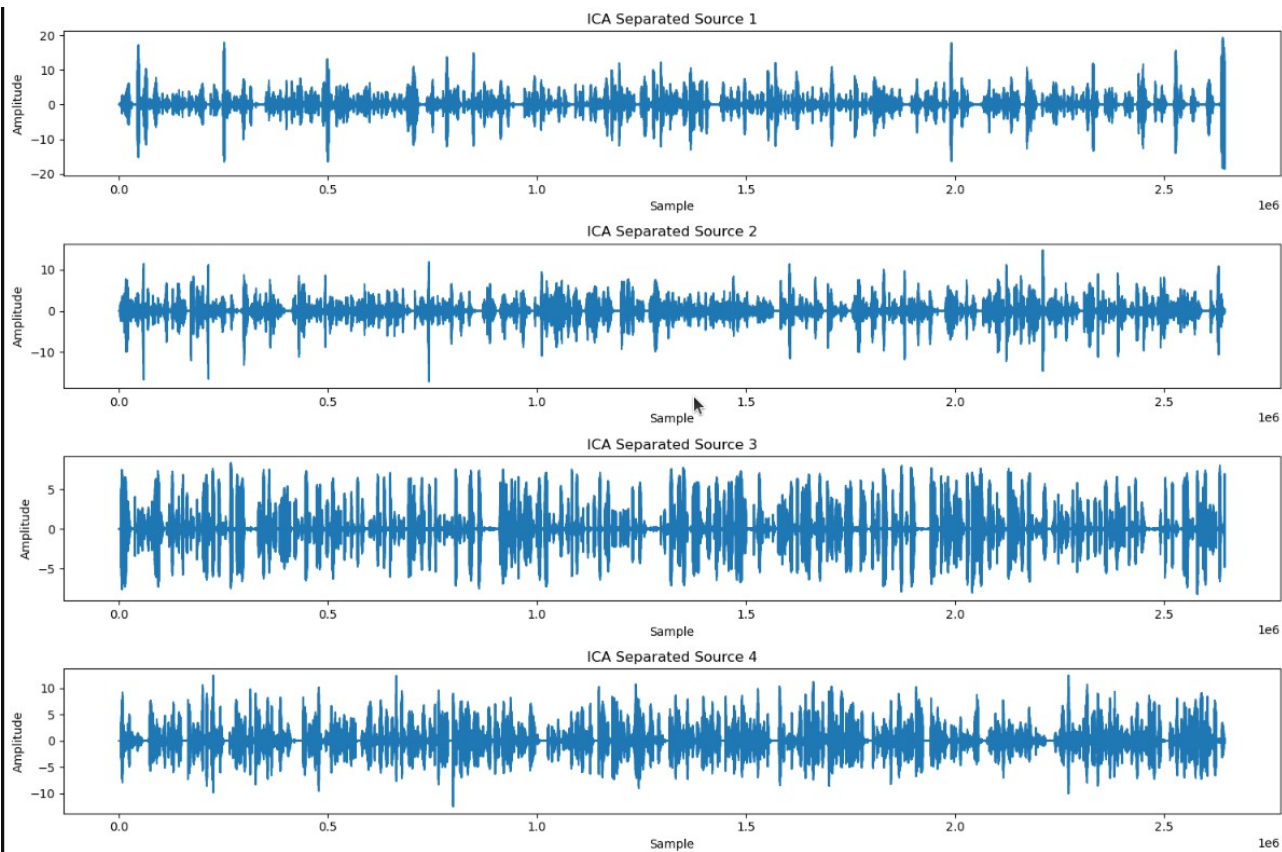 ICA Separated Source 1
20
10
0
−10
−20
Amplitude
0.0 0.5 1.0 1.5 2.0 2.5
Sample
1e6
ICA Separated Source 2
10
0
−10
Amplitude
0.0 0.5 1.0 1.5 2.0 2.5
Sample
1e6
ICA Separated Source 3
5
0
−5
Amplitude
0.0 0.5 1.0 1.5 2.0 2.5
Sample
1e6
ICA Separated Source 4
10
5
0
−5
−10
Amplitude
0.0 0.5 1.0 1.5 2.0 2.5
Sample
1e6